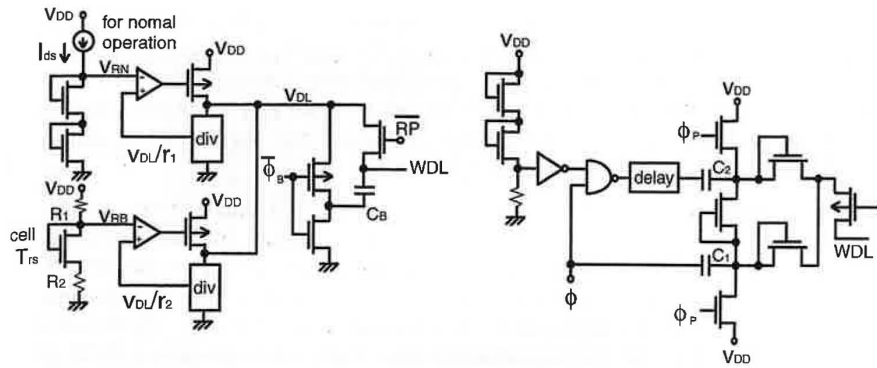 VDD
for nomal
operation
Ids
VRN
VDD
VDL/r1
div
VDL
RP
WDL
φB
CB
VDD
R1
VRB
cell
Trs
R2
VDD
VDL/r2
div
VDD
delay
C2
φP
VDD
C1
φ
WDL
φP
VDD